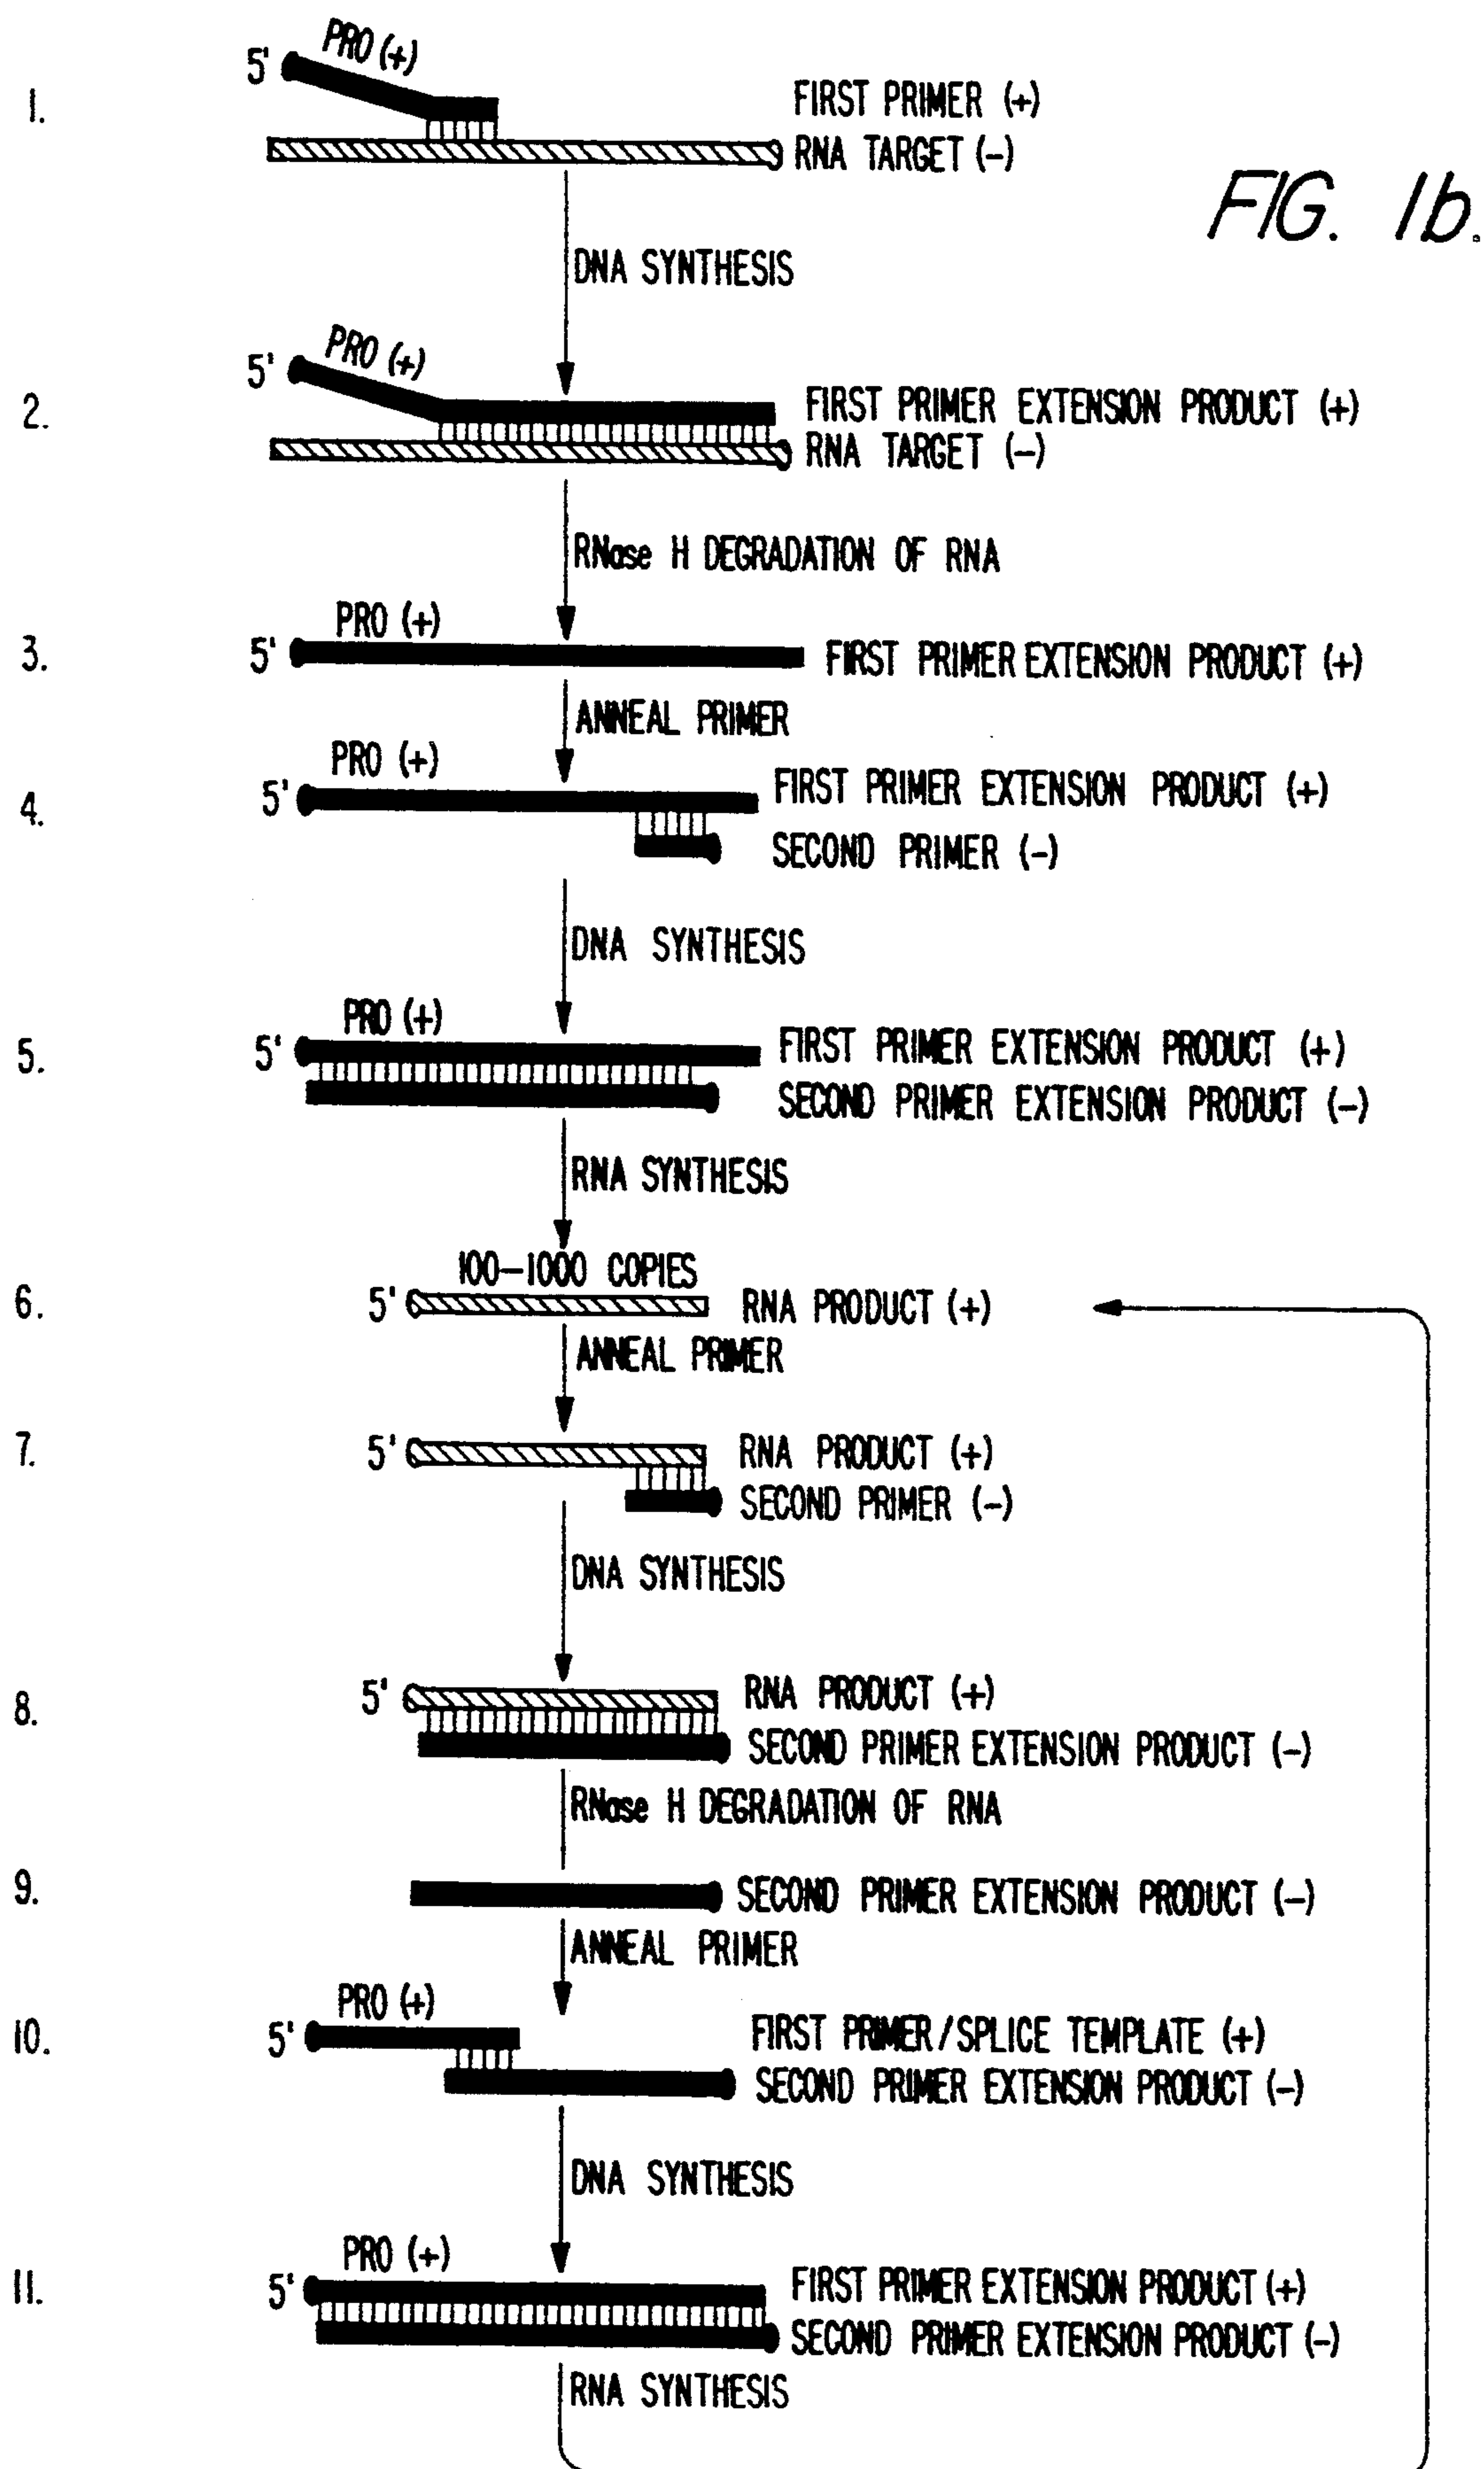 PRO (+)
5'
1.
FIRST PRIMER (+)
RNA TARGET (-)
FIG. 1b.
DNA SYNTHESIS
PRO (+)
5'
2.
FIRST PRIMER EXTENSION PRODUCT (+)
RNA TARGET (-)
RNase H DEGRADATION OF RNA
PRO (+)
3.
5'
FIRST PRIMER EXTENSION PRODUCT (+)
ANNEAL PRIMER
PRO (+)
4.
5'
FIRST PRIMER EXTENSION PRODUCT (+)
SECOND PRIMER (-)
DNA SYNTHESIS
PRO (+)
5.
5'
FIRST PRIMER EXTENSION PRODUCT (+)
SECOND PRIMER EXTENSION PRODUCT (-)
RNA SYNTHESIS
100-1000 COPIES
6.
5'
RNA PRODUCT (+)
ANNEAL PRIMER
7.
5'
RNA PRODUCT (+)
SECOND PRIMER (-)
DNA SYNTHESIS
8.
5'
RNA PRODUCT (+)
SECOND PRIMER EXTENSION PRODUCT (-)
RNase H DEGRADATION OF RNA
9.
SECOND PRIMER EXTENSION PRODUCT (-)
ANNEAL PRIMER
PRO (+)
10.
5'
FIRST PRIMER/SPLICE TEMPLATE (+)
SECOND PRIMER EXTENSION PRODUCT (-)
DNA SYNTHESIS
PRO (+)
11.
5'
FIRST PRIMER EXTENSION PRODUCT (+)
SECOND PRIMER EXTENSION PRODUCT (-)
RNA SYNTHESIS